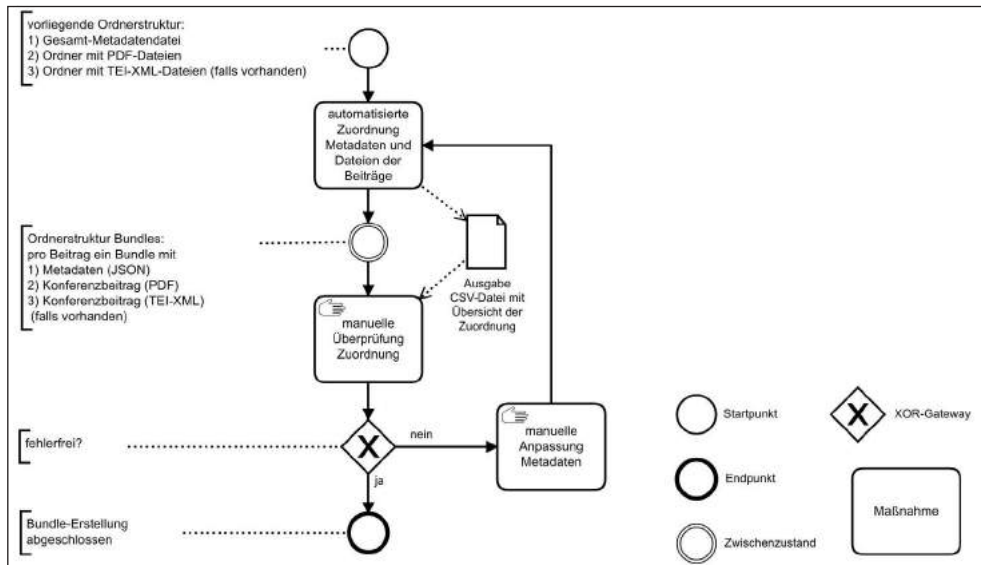 vorliegende Ordnerstruktur:
1) Gesamt-Metadatendatei
2) Ordner mit PDF-Dateien
3) Ordner mit TEI-XML-Dateien (falls vorhanden)
automatisierte
Zuordnung
Metadaten und
Dateien der
Beiträge
Ordnerstruktur Bundles:
pro Beitrag ein Bundle mit
1) Metadaten (JSON)
2) Konferenzbeitrag (PDF)
3) Konferenzbeitrag (TEI-XML)
(falls vorhanden)
Ausgabe
CSV-Datei mit
Übersicht der
Zuordnung
manuelle
Überprüfung
Zuordnung
fehlerfrei?
X
nein
manuelle
Anpassung
Metadaten
ja
Bundle-Erstellung
abgeschlossen
Startpunkt
X
XOR-Gateway
Endpunkt
Maßnahme
Zwischenzustand